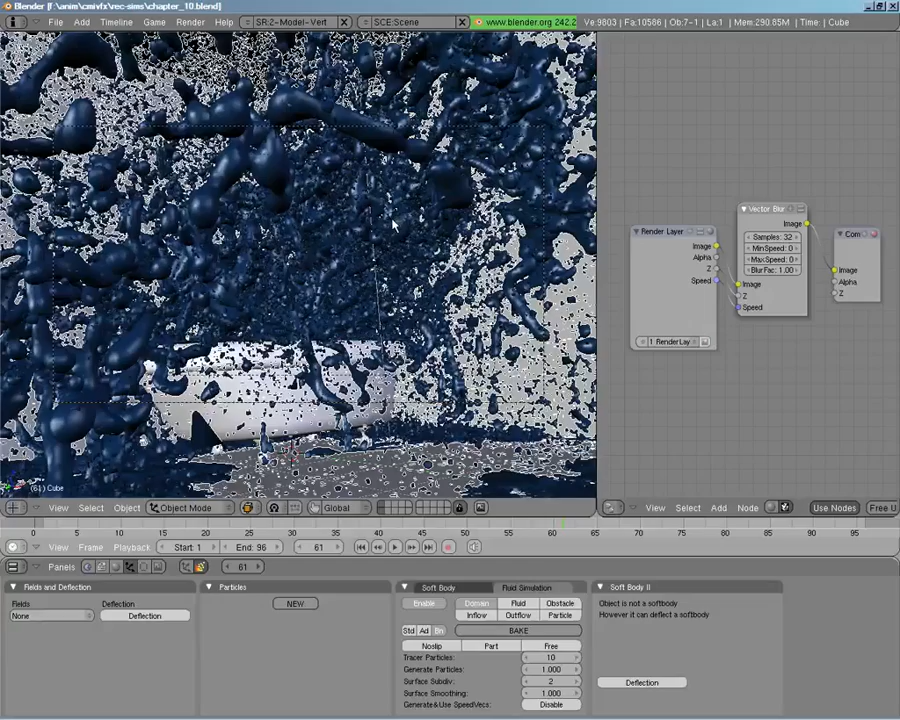 Blender [f:\anim\cmivfx\rec-sims\chapter_10.blend]
File Add Timeline Game Render Help SR:2-Model-Vert SCE:Scene www.blender.org 242.2 Ve:9803 | Fa:10586 | Ob:7-1 | La:1 | Mem:290.85M | Time: | Cube
Vector Blur
Image
Samples: 32
MinSpeed: 0
MaxSpeed: 0
BlurFac: 1.00
Image
Z
Speed
Render Layer
Image
Alpha
Z
Speed
1 RenderLay
Com
Image
Alpha
Z
(61) Cube
View Select Object Object Mode Global
View Select Add Node Use Nodes Free U
0 5 10 15 20 25 30 35 40 45 50 55 60 65 70 75 80 85 90 95
View Frame Playback Start: 1 End: 96 61
Panels 61
Fields and Deflection
Fields
None
Deflection
Deflection
Particles
NEW
Soft Body Fluid Simulation
Enable Domain Fluid Obstacle
Inflow Outflow Particle
Std Ad Bn BAKE
Noslip Part Free
Tracer Particles: 10
Generate Particles: 1.000
Surface Subdiv: 2
Surface Smoothing: 1.000
Generate&Use SpeedVecs: Disable
Soft Body II
Object is not a softbody
However it can deflect a softbody
Deflection